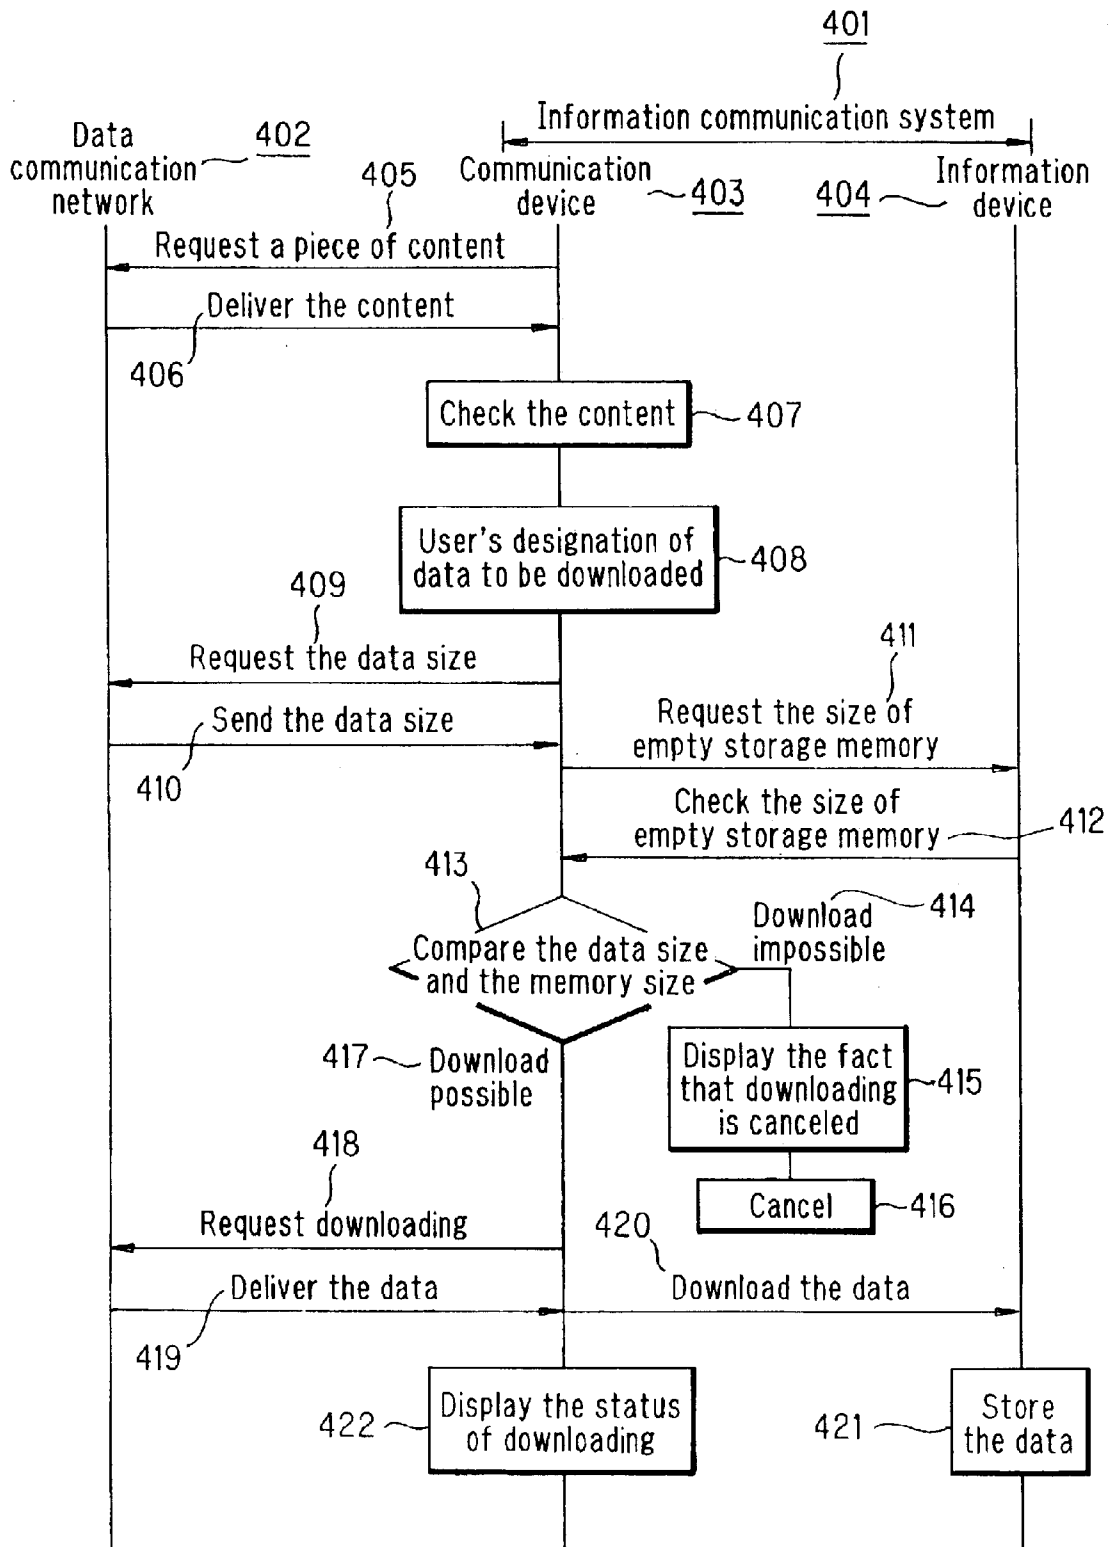 401
Information communication system
Data
communication
network
402
Communication
device
403
404
Information
device
405
Request a piece of content
Deliver the content
406
Check the content
407
User's designation of
data to be downloaded
408
409
Request the data size
Send the data size
410
411
Request the size of
empty storage memory
Check the size of
empty storage memory
412
413
Compare the data size
and the memory size
Download
impossible
414
417
Download
possible
Display the fact
that downloading
is canceled
415
Cancel
416
418
Request downloading
Deliver the data
419
420
Download the data
422
Display the status
of downloading
421
Store
the data